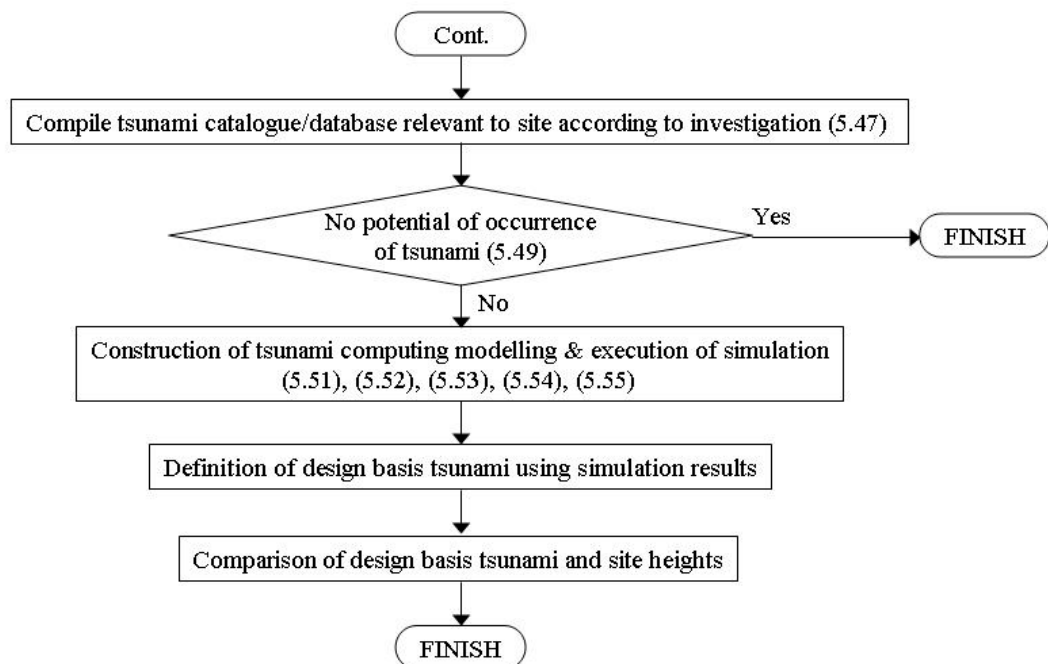 Cont.
Compile tsunami catalogue/database relevant to site according to investigation (5.47)
No potential of occurrence
of tsunami (5.49)
Yes
FINISH
No
Construction of tsunami computing modelling & execution of simulation
(5.51), (5.52), (5.53), (5.54), (5.55)
Definition of design basis tsunami using simulation results
Comparison of design basis tsunami and site heights
FINISH